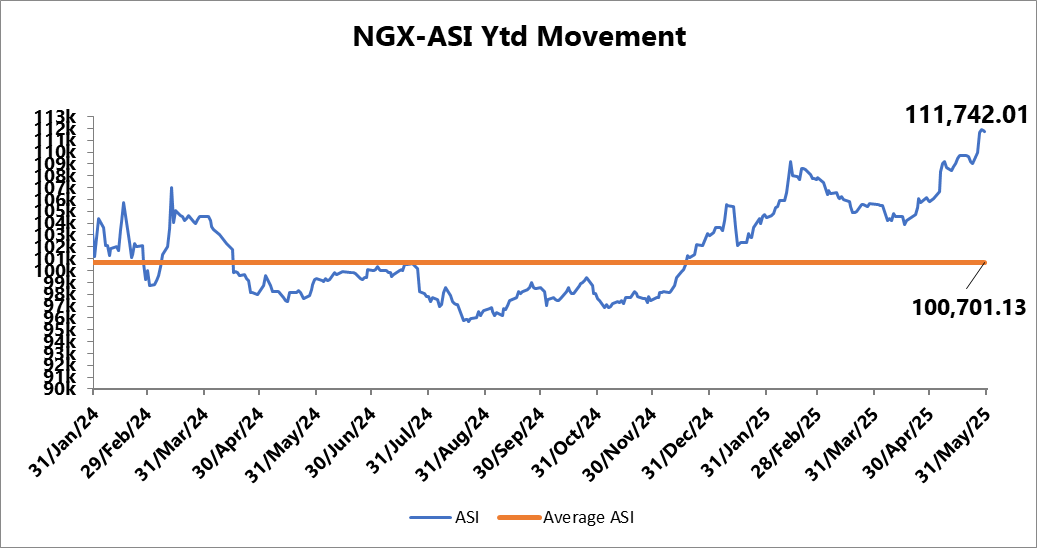 NGX-ASI Ytd Movement
113k
112k
111k
110k
109k
108k
107k
106k
105k
104k
103k
102k
101k
100k
99k
98k
97k
96k
95k
94k
93k
92k
91k
90k
111,742.01
100,701.13
31/Jan/24
29/Feb/24
31/Mar/24
30/Apr/24
31/May/24
30/Jun/24
31/Jul/24
31/Aug/24
30/Sep/24
31/Oct/24
30/Nov/24
31/Dec/24
31/Jan/25
28/Feb/25
31/Mar/25
30/Apr/25
31/May/25
ASI
Average ASI